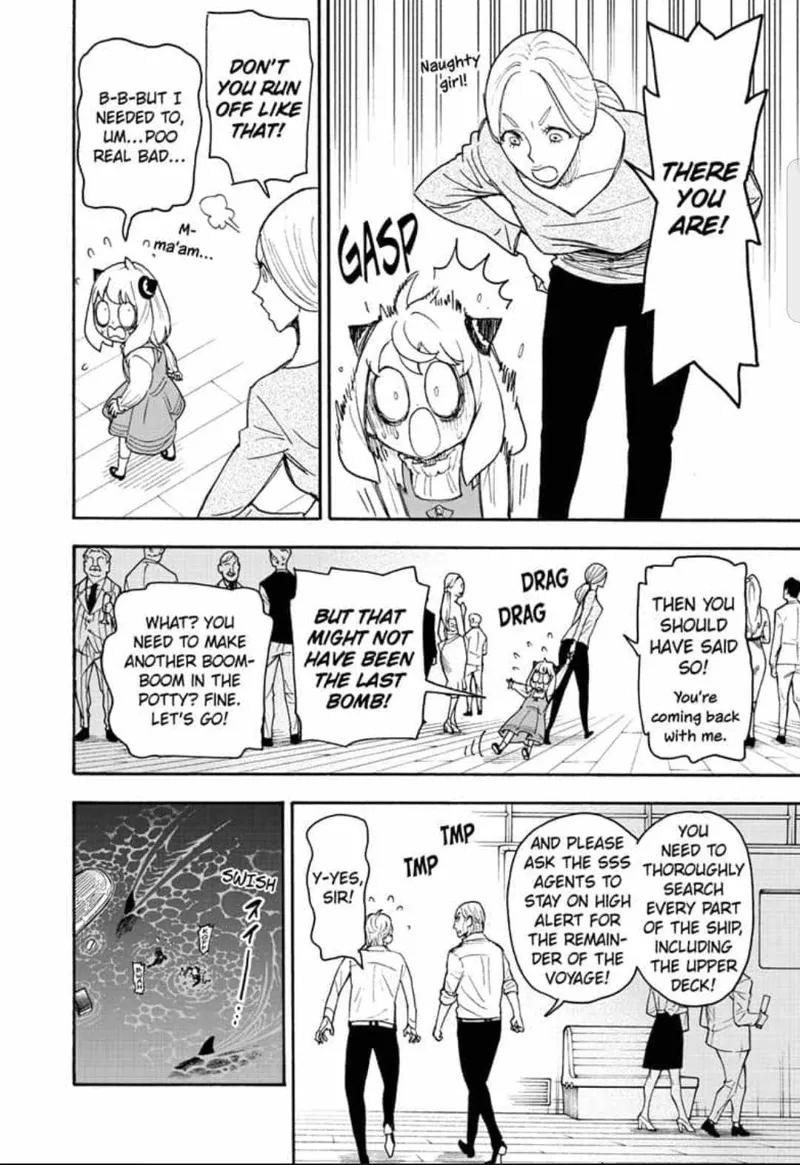 THERE
YOU
ARE!
Naughty
girl!
GASP
DON'T
YOU RUN
OFF LIKE
THAT!
B-B-BUT I
NEEDED TO,
UM...POO
REAL BAD...
M-
ma'am...
THEN YOU
SHOULD
HAVE SAID
SO!
You're
coming back
with me.
DRAG
DRAG
BUT THAT
MIGHT NOT
HAVE BEEN
THE LAST
BOMB!
WHAT? YOU
NEED TO MAKE
ANOTHER BOOM-
BOOM IN THE
POTTY? FINE.
LET'S GO!
YOU
NEED TO
THOROUGHLY
SEARCH
EVERY PART
OF THE SHIP,
INCLUDING
THE UPPER
DECK!
AND PLEASE
ASK THE SSS
AGENTS TO
STAY ON HIGH
ALERT FOR
THE REMAIN-
DER OF THE
VOYAGE!
TMP
TMP
Y-YES,
SIR!
SWISH
スイーッ